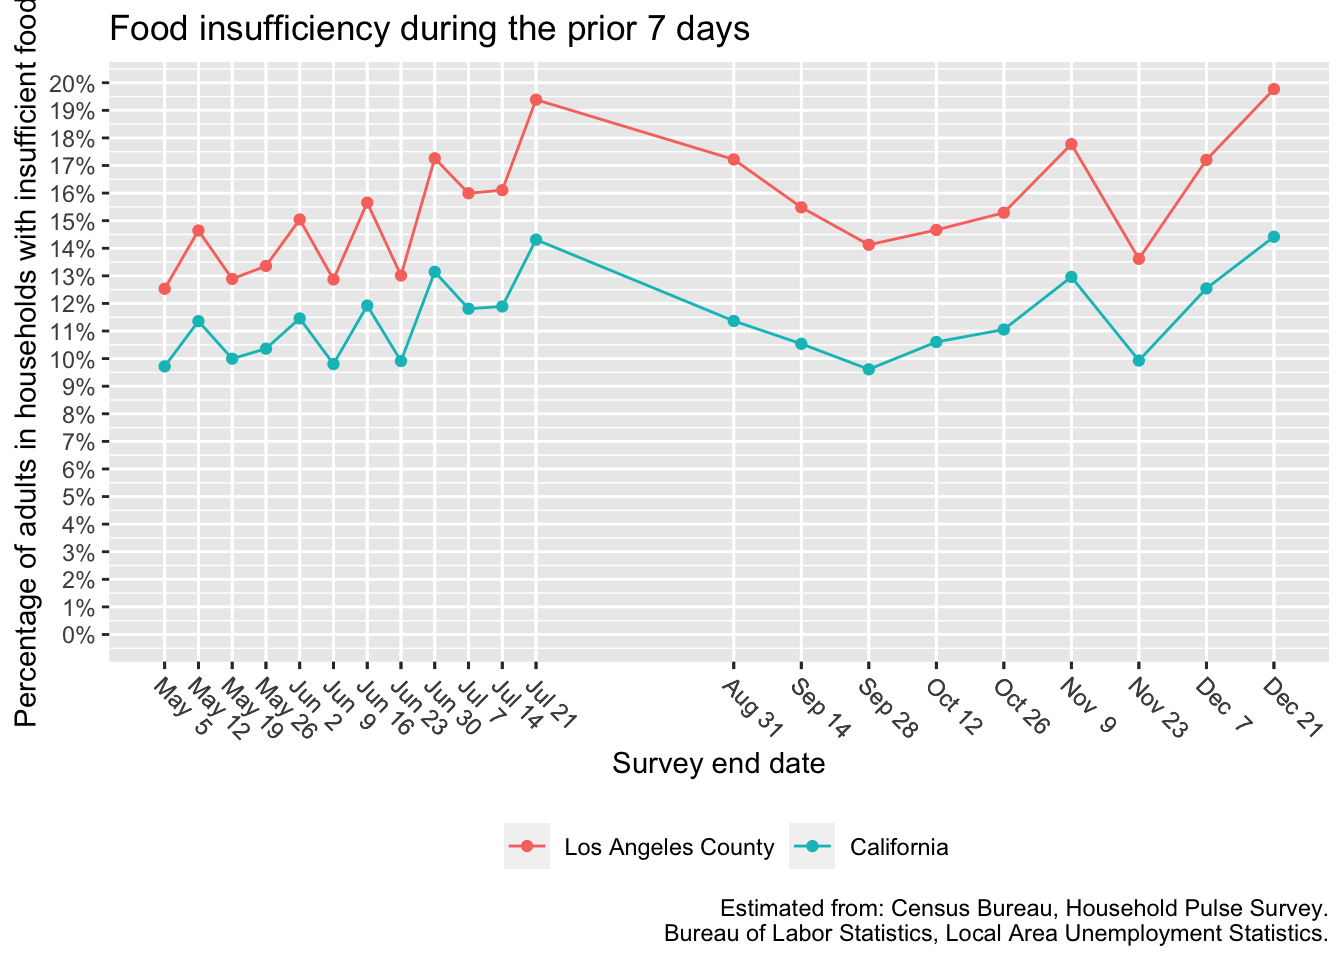 Food insufficiency during the prior 7 days
Percentage of adults in households with insufficient food
20%
19%
18%
17%
16%
15%
14%
13%
12%
11%
10%
9%
8%
7%
6%
5%
4%
3%
2%
1%
0%
May 5
May 12
May 19
May 26
Jun 2
Jun 9
Jun 16
Jun 23
Jun 30
Jul 7
Jul 14
Jul 21
Aug 31
Sep 14
Sep 28
Oct 12
Oct 26
Nov 9
Nov 23
Dec 7
Dec 21
Survey end date
Los Angeles County
California
Estimated from: Census Bureau, Household Pulse Survey.
Bureau of Labor Statistics, Local Area Unemployment Statistics.